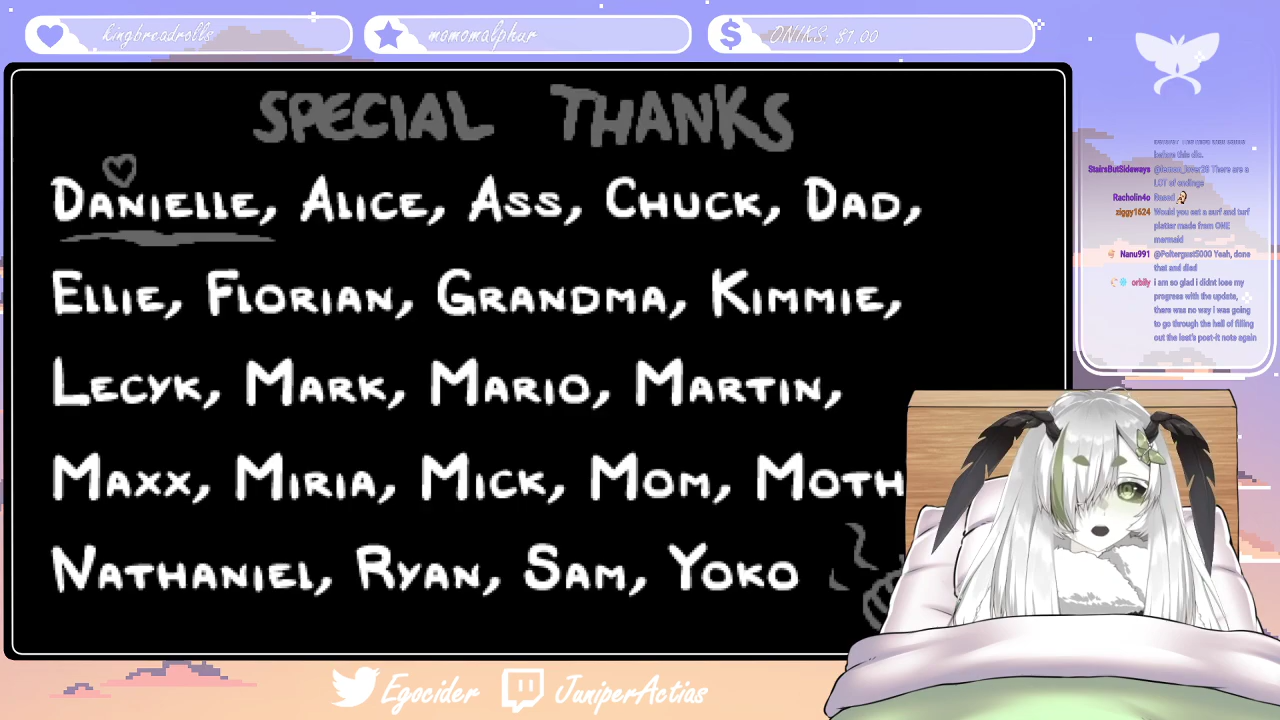 kingbreadrolls
momomalphur
ONIKS: $1.00
SPECIAL THANKS
DANIELLE, ALICE, ASS, CHUCK, DAD,
ELLIE, FLORIAN, GRANDMA, KIMMIE,
LECYK, MARK, MARIO, MARTIN,
MAXX, MIRIA, MICK, MOM, MOTH
NATHANIEL, RYAN, SAM, YOKO
before this dlc.
StairsButSideways There are a
LOT of endings
Racholin4o
ziggy1624 Would you eat a surf and turf
platter made from ONE
mermaid
Nanu991 @Poltergeist5000 Yeah, done
that and died
orbily i am so glad i didnt lose my
progress with the update,
there was no way i was going
to go through the hell of filling
out the last's post-it note again
Egocider
JuniperActias